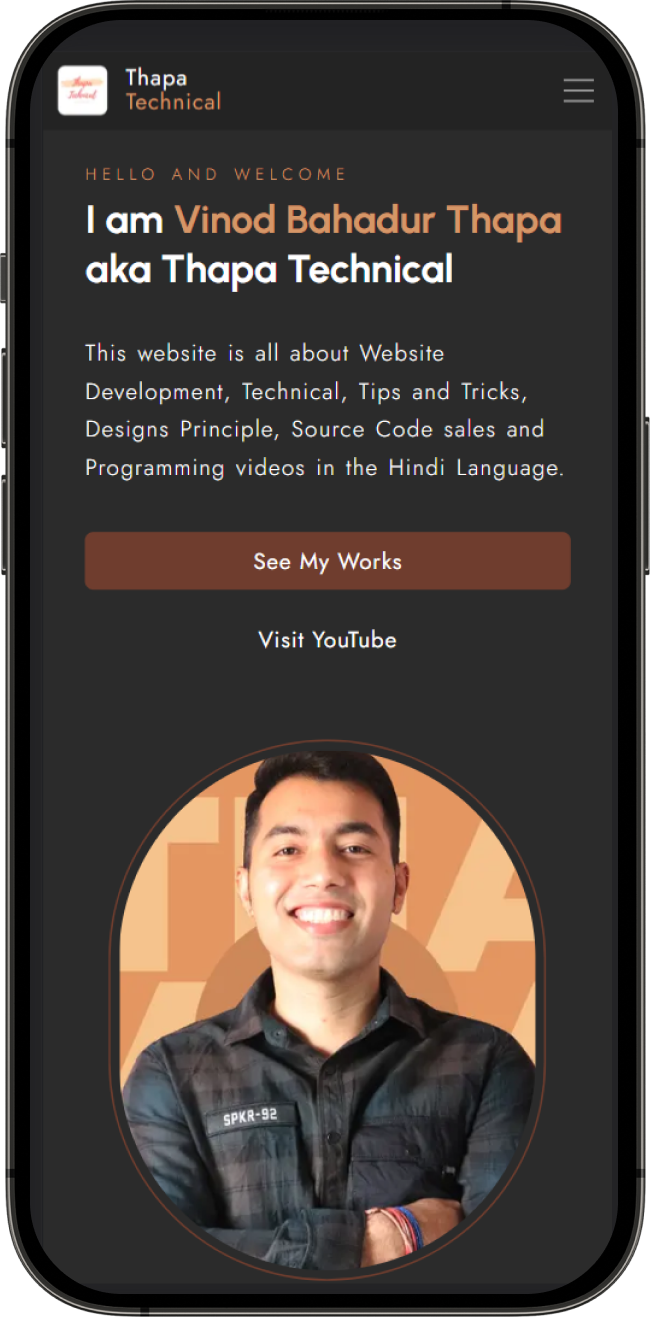 Thapa
Technical
Thapa
Technical
HELLO AND WELCOME
I am Vinod Bahadur Thapa
aka Thapa Technical
This website is all about Website
Development, Technical, Tips and Tricks,
Designs Principle, Source Code sales and
Programming videos in the Hindi Language.
See My Works
Visit YouTube
THA
SPKR-92